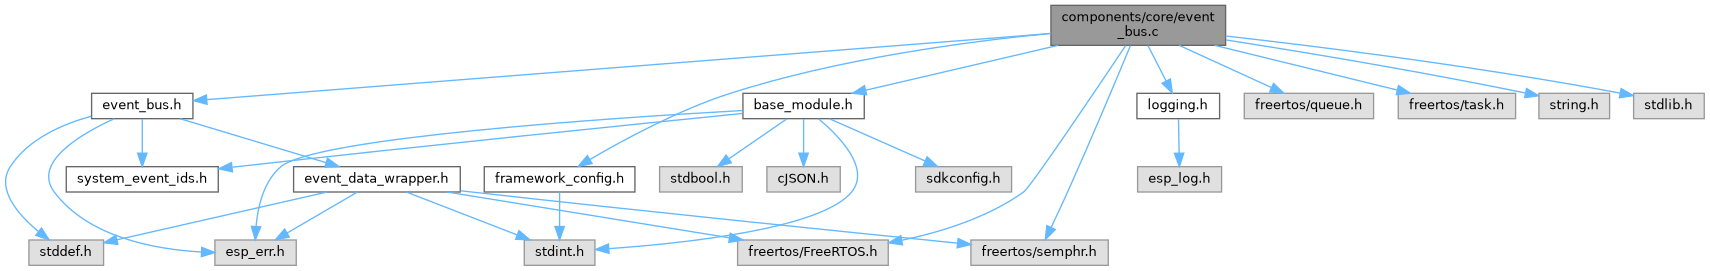 components/core/event
_bus.c
event_bus.h
base_module.h
logging.h
freertos/queue.h
freertos/task.h
string.h
stdlib.h
system_event_ids.h
event_data_wrapper.h
framework_config.h
stdbool.h
cJSON.h
sdkconfig.h
esp_log.h
stddef.h
esp_err.h
stdint.h
freertos/FreeRTOS.h
freertos/semphr.h